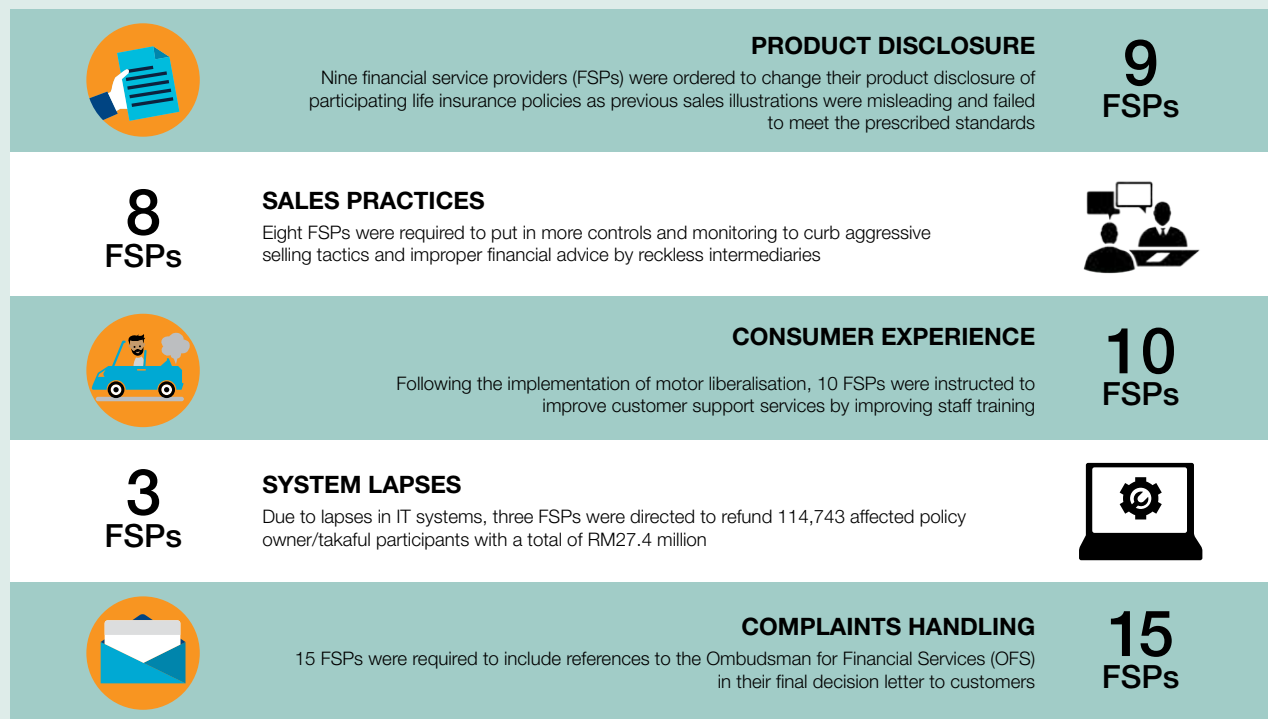 PRODUCT DISCLOSURE
Nine financial service providers (FSPs) were ordered to change their product disclosure of
participating life insurance policies as previous sales illustrations were misleading and failed
to meet the prescribed standards
9
FSPs
8
FSPs
SALES PRACTICES
Eight FSPs were required to put in more controls and monitoring to curb aggressive
selling tactics and improper financial advice by reckless intermediaries
CONSUMER EXPERIENCE
Following the implementation of motor liberalisation, 10 FSPs were instructed to
improve customer support services by improving staff training
10
FSPs
3
FSPs
SYSTEM LAPSES
Due to lapses in IT systems, three FSPs were directed to refund 114,743 affected policy
owner/takaful participants with a total of RM27.4 million
COMPLAINTS HANDLING
15 FSPs were required to include references to the Ombudsman for Financial Services (OFS)
in their final decision letter to customers
15
FSPs